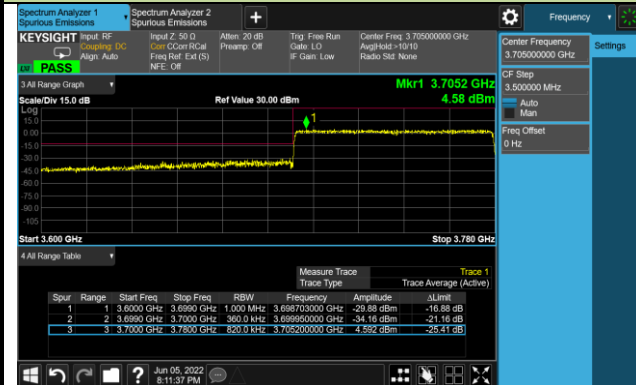 Spectrum Analyzer 1
Spurious Emissions
Spectrum Analyzer 2
Spurious Emissions
+
Frequency
KEYSIGHT
Input: RF
Coupling: DC
Align: Auto
Input Z: 50 Ω
Corr CCorr RCal
Freq Ref: Ext (S)
NFE: Off
Atten: 20 dB
Preamp: Off
Trig: Free Run
Gate: LO
IF Gain: Low
Center Freq: 3.705000000 GHz
Avg|Hold:>10/10
Radio Std: None
PASS
Center Frequency
3.705000000 GHz
Settings
CF Step
3.500000 MHz
Auto
Man
Freq Offset
0 Hz
3 All Range Graph
Mkr1 3.7052 GHz
Scale/Div 15.0 dB
Ref Value 30.00 dBm
4.58 dBm
Log
15.0
0.00
-15.0
-30.0
-45.0
-60.0
-75.0
-90.0
-105
1
Start 3.600 GHz
Stop 3.780 GHz
4 All Range Table
Measure Trace Trace 1
Trace Type Trace Average (Active)
Spur Range Start Freq Stop Freq RBW Frequency Amplitude ΔLimit
1 1 3.6000 GHz 3.6990 GHz 1.000 MHz 3.698703000 GHz -29.88 dBm -16.88 dB
2 2 3.6990 GHz 3.7000 GHz 360.0 kHz 3.699950000 GHz -34.16 dBm -21.16 dB
3 3 3.7000 GHz 3.7800 GHz 820.0 kHz 3.705200000 GHz 4.592 dBm -25.41 dB
?
Jun 05, 2022
8:11:37 PM